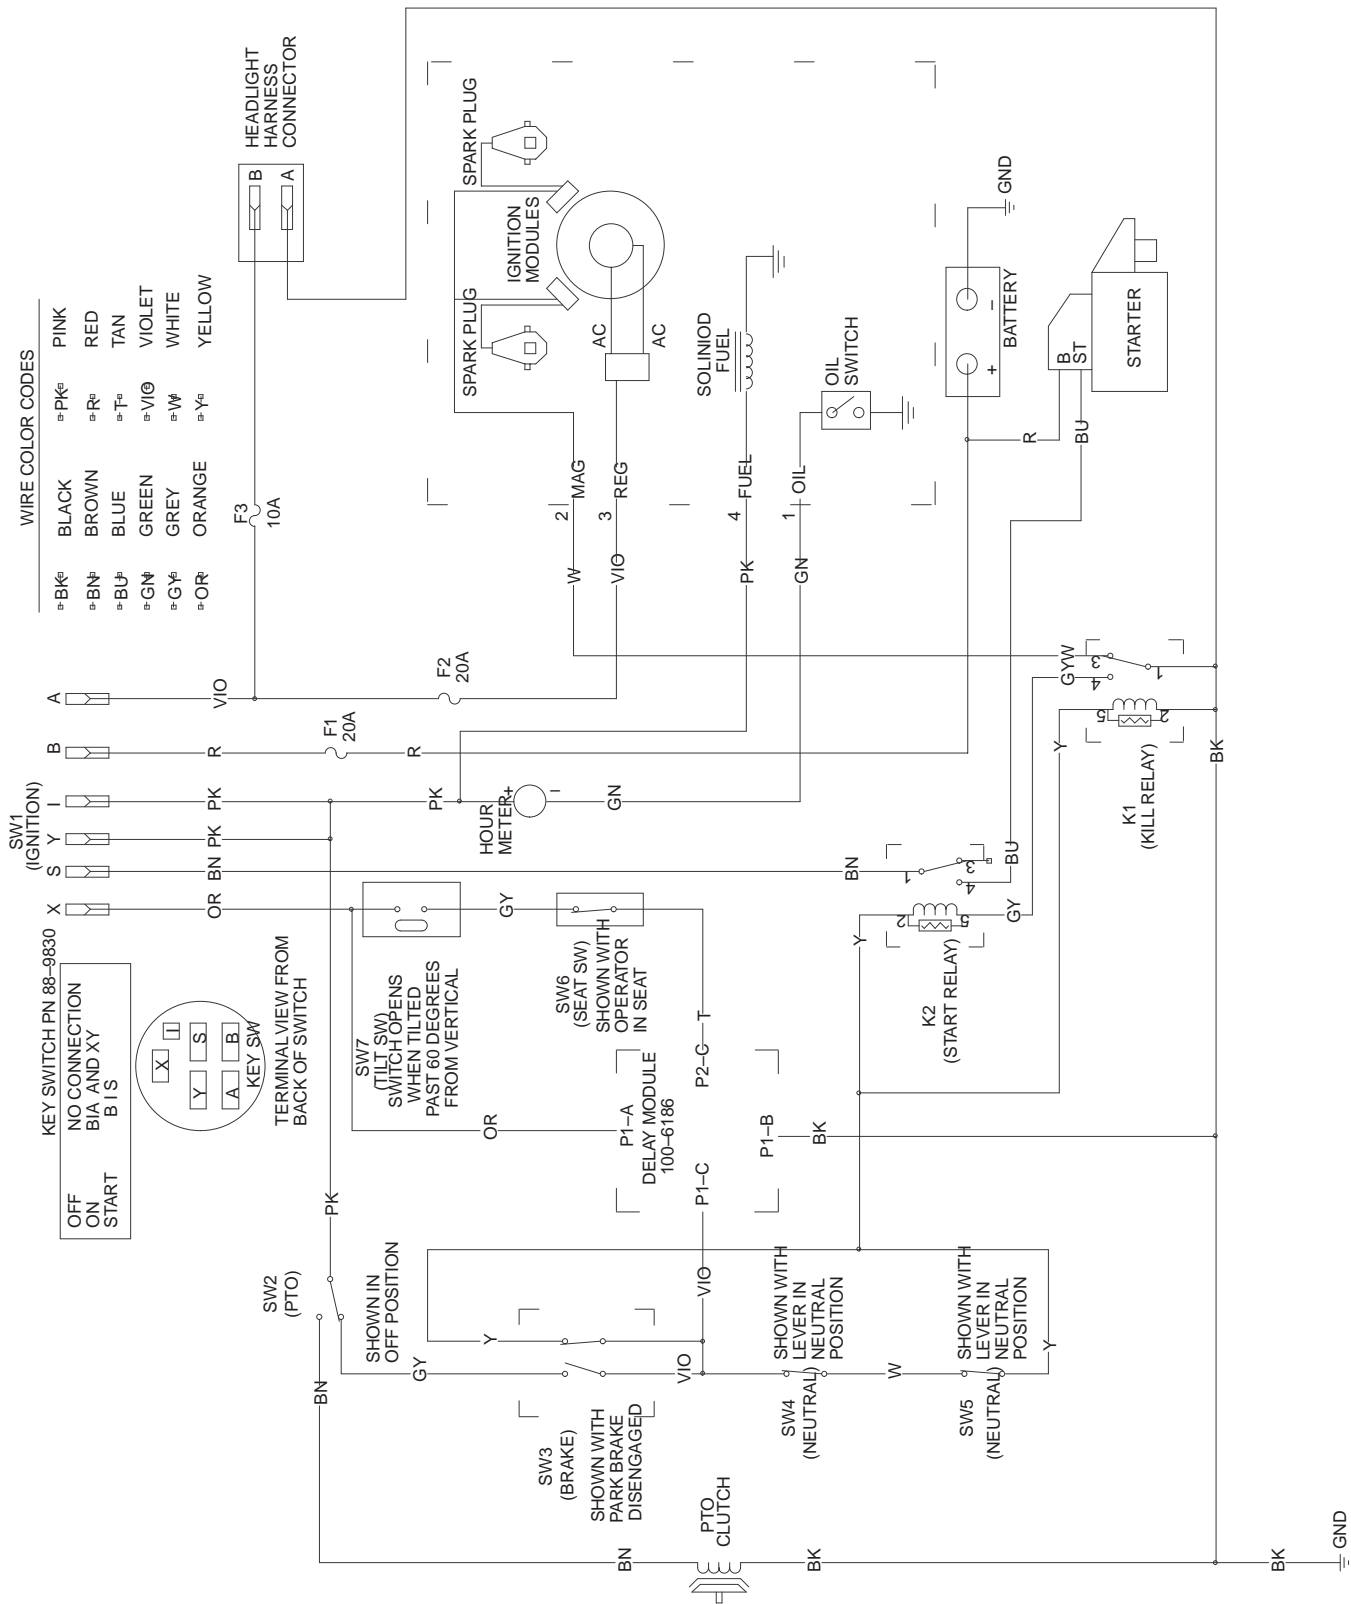 HEADLIGHT
HARNESS
CONNECTOR
B
A
WIRE COLOR CODES
BK BLACK PK PINK
BN BROWN R RED
BU BLUE T TAN
GN GREEN VIO VIOLET
GY GREY W WHITE
OR ORANGE Y YELLOW
F3
10A
SPARK PLUG
SPARK PLUG
IGNITION
MODULES
AC
AC
MAG
REG
SOLINIOD
FUEL
FUEL
OIL
SWITCH
OIL
2
3
4
1
W
VIO
PK
GN
GND
BATTERY
+
–
B
ST
STARTER
R
BU
SW1
(IGNITION)
A
B
I
Y
S
X
VIO
R
PK
PK
BN
OR
F2
20A
F1
20A
R
PK
HOUR
METER
+
–
GN
KEY SWITCH PN 88–9830
OFF NO CONNECTION
ON BIA AND XY
START B I S
X
I
Y
S
A
B
KEY SW
TERMINAL VIEW FROM
BACK OF SWITCH
SW7
(TILT SW)
SWITCH OPENS
WHEN TILTED
PAST 60 DEGREES
FROM VERTICAL
GY
SW6
(SEAT SW)
SHOWN WITH
OPERATOR
IN SEAT
T
P2–C
P1–A
DELAY MODULE
100–6186
P1–C
P1–B
OR
BK
BN
1
3
4
2
5
BU
GY
Y
K2
(START RELAY)
GY
W
3
4
1
5
2
Y
K1
(KILL RELAY)
BK
PK
SW2
(PTO)
SHOWN IN
OFF POSITION
BN
GY
Y
VIO
VIO
SW3
(BRAKE)
SHOWN WITH
PARK BRAKE
DISENGAGED
SHOWN WITH
LEVER IN
NEUTRAL
POSITION
SW4
(NEUTRAL)
W
SHOWN WITH
LEVER IN
NEUTRAL
POSITION
SW5
(NEUTRAL)
Y
PTO
CLUTCH
BN
BK
BK
GND